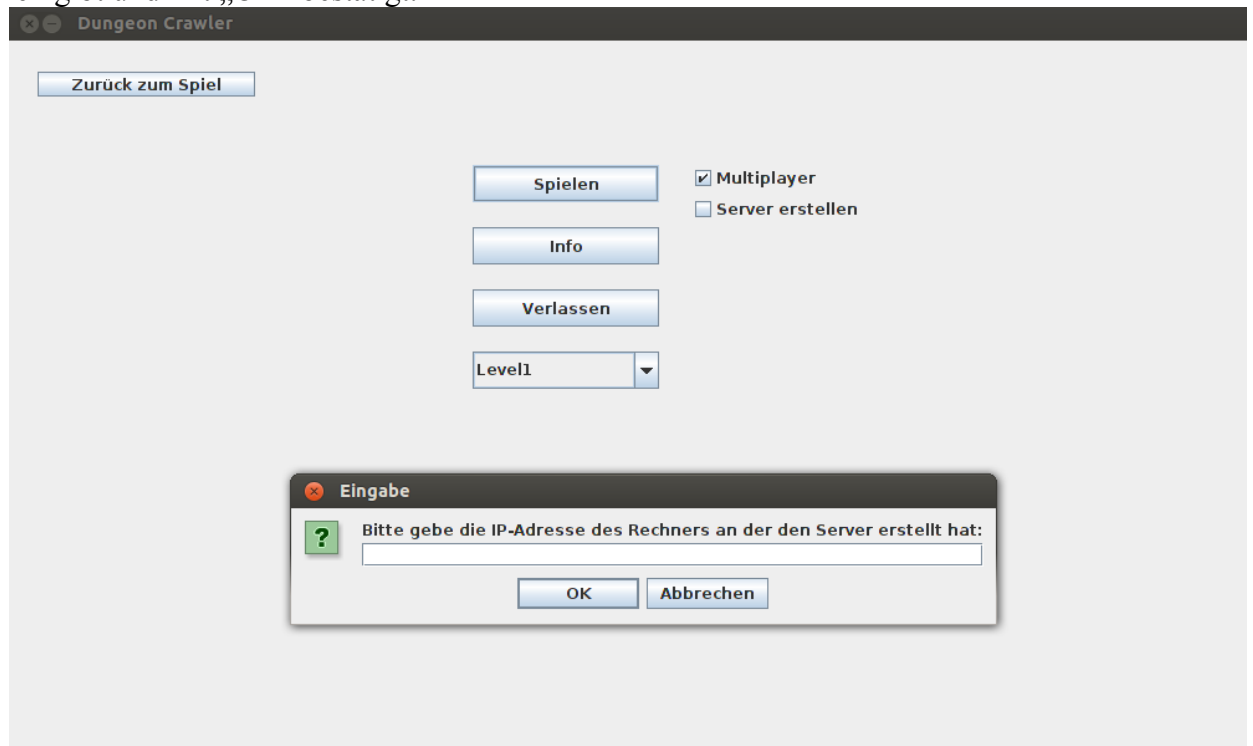 Dungeon Crawler
Zurück zum Spiel
Spielen
Multiplayer
Server erstellen
Info
Verlassen
Level1
Eingabe
Bitte gebe die IP-Adresse des Rechners an der den Server erstellt hat:
OK
Abbrechen